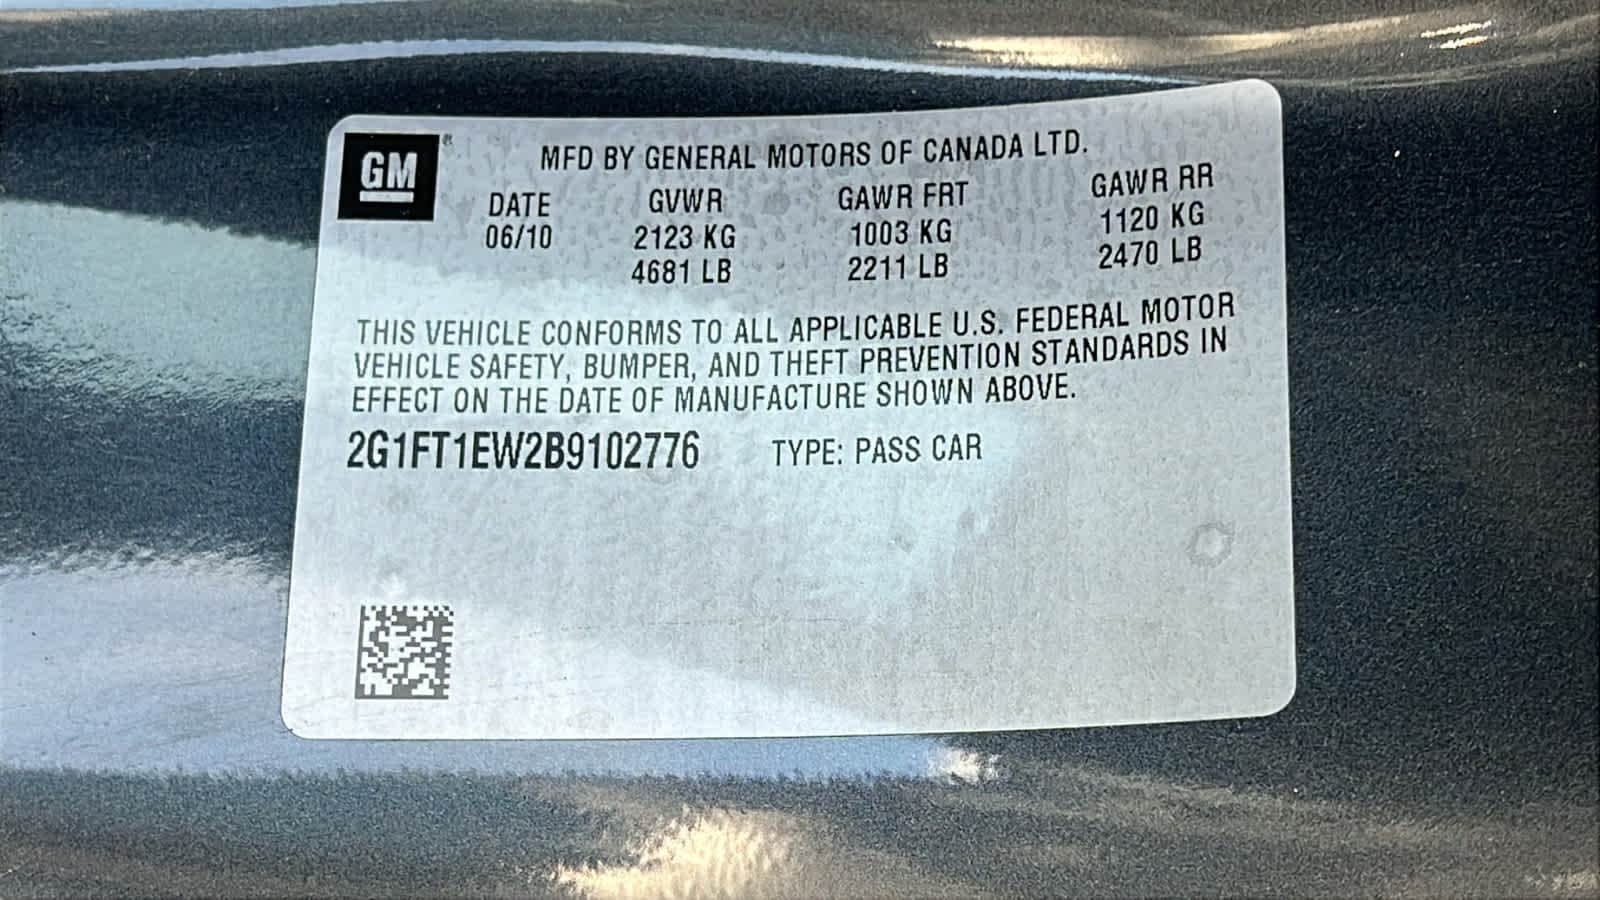 GM®
MFD BY GENERAL MOTORS OF CANADA LTD.
DATE GVWR GAWR FRT GAWR RR
06/10 2123 KG 1003 KG 1120 KG
4681 LB 2211 LB 2470 LB
THIS VEHICLE CONFORMS TO ALL APPLICABLE U.S. FEDERAL MOTOR
VEHICLE SAFETY, BUMPER, AND THEFT PREVENTION STANDARDS IN
EFFECT ON THE DATE OF MANUFACTURE SHOWN ABOVE.
2G1FT1EW2B9102776 TYPE: PASS CAR